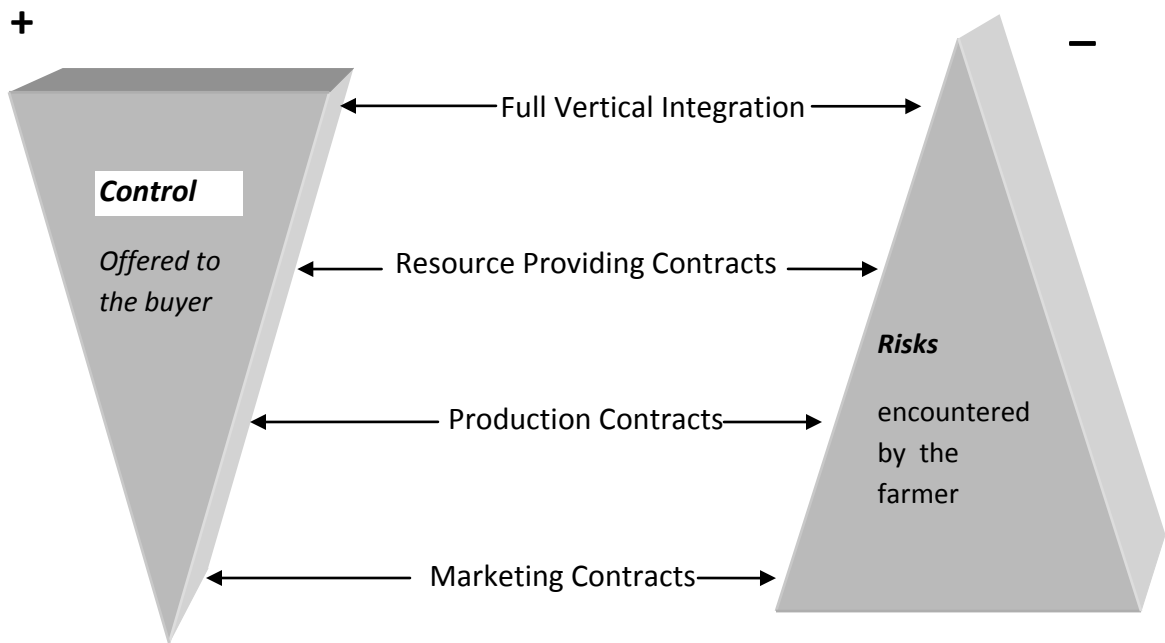 +
–
Full Vertical Integration
Control
Offered to
the buyer
Resource Providing Contracts
Risks
encountered
by the
farmer
Production Contracts
Marketing Contracts